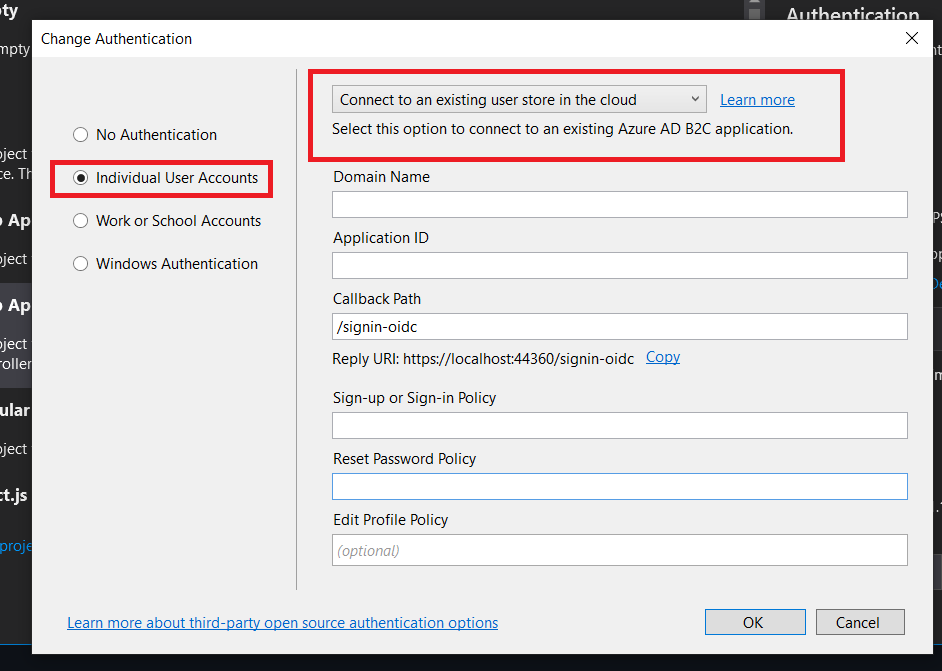 pty
Authentication
Change Authentication
mpty
Connect to an existing user store in the cloud
Learn more
Select this option to connect to an existing Azure AD B2C application.
No Authentication
Individual User Accounts
Work or School Accounts
Windows Authentication
Domain Name
Application ID
Callback Path
/signin-oidc
Reply URI: https://localhost:44360/signin-oidc
Copy
Sign-up or Sign-in Policy
Reset Password Policy
Edit Profile Policy
(optional)
oject
ce. Th
Ap
oject
Ap
oject
roller
ular
oject
ct.js
proje
Learn more about third-party open source authentication options
OK
Cancel